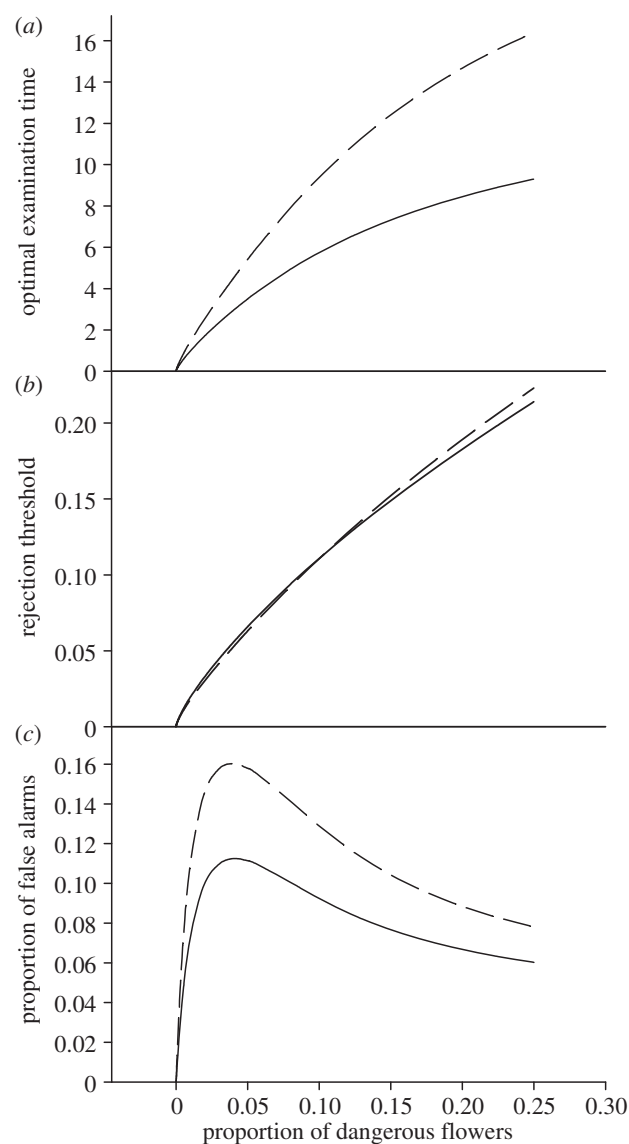 (a)
16
14
12
10
8
6
4
2
0
optimal examination time
(b)
0.20
0.15
0.10
0.05
0
rejection threshold
(c)
0.16
0.14
0.12
0.10
0.08
0.06
0.04
0.02
0
proportion of false alarms
0 0.05 0.10 0.15 0.20 0.25 0.30
proportion of dangerous flowers